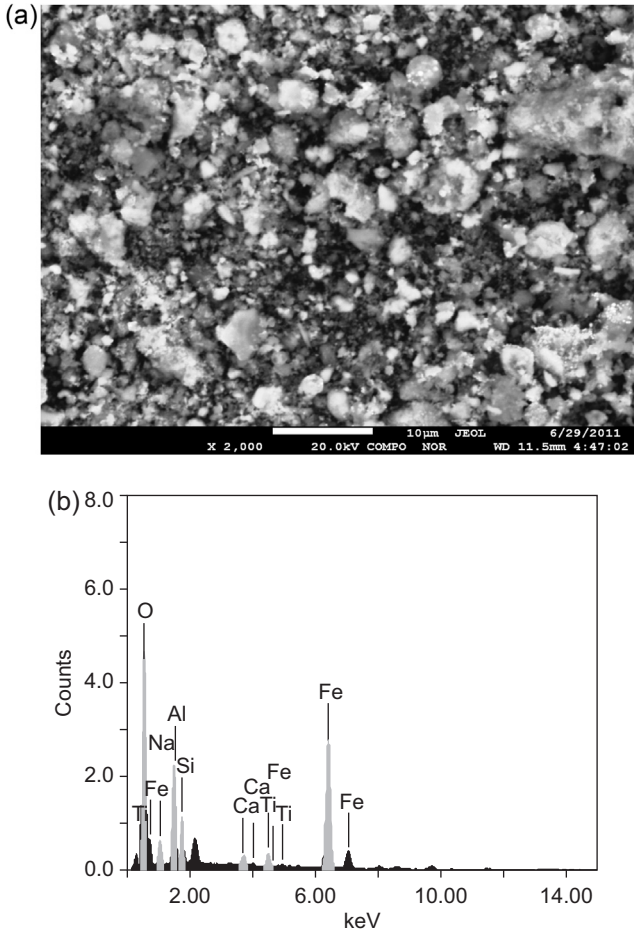 (a)
10μm JEOL 6/29/2011
X 2,000 20.0kV COMPO NOR WD 11.5mm 4:47:02
(b)
8.0
6.0
4.0
2.0
0.0
Counts
O
Ti
Fe
Na
Al
Si
Ca
Ca
Ti
Fe
Ti
Fe
Fe
2.00 6.00 10.00 14.00
keV